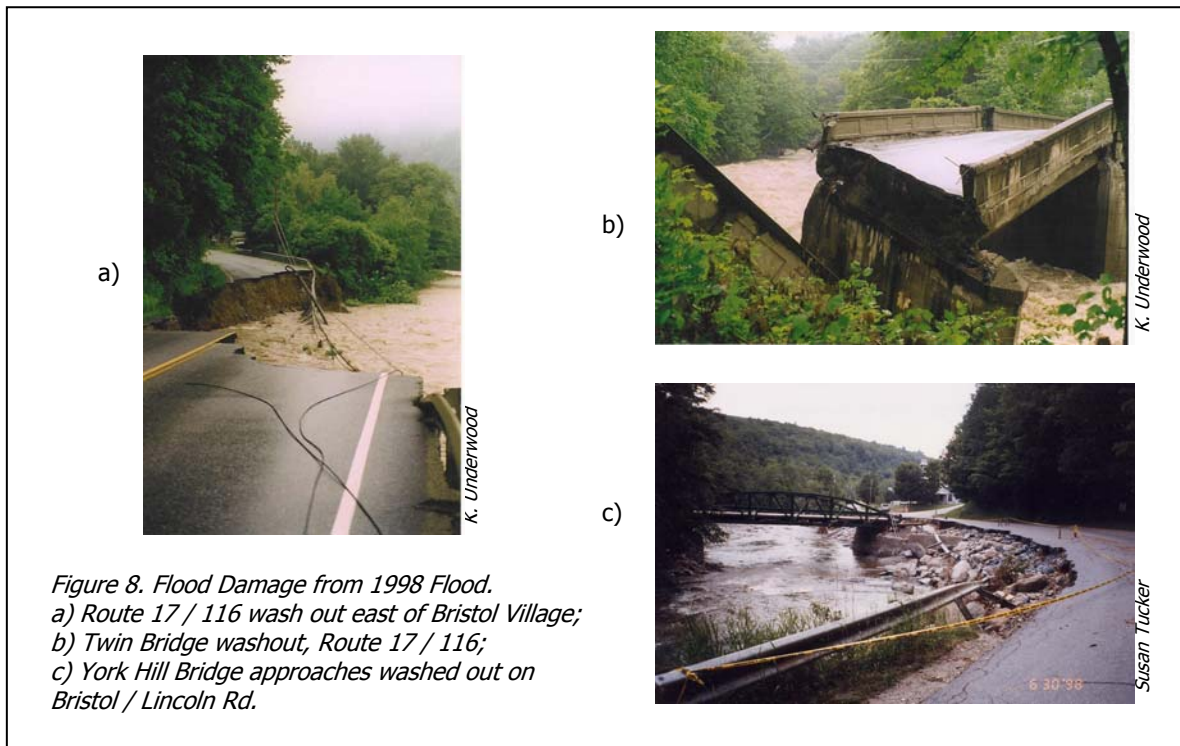 a)
K. Underwood
b)
K. Underwood
c)
6 30 '98
Susan Tucker
Figure 8. Flood Damage from 1998 Flood.
a) Route 17 / 116 wash out east of Bristol Village;
b) Twin Bridge washout, Route 17 / 116;
c) York Hill Bridge approaches washed out on
Bristol / Lincoln Rd.